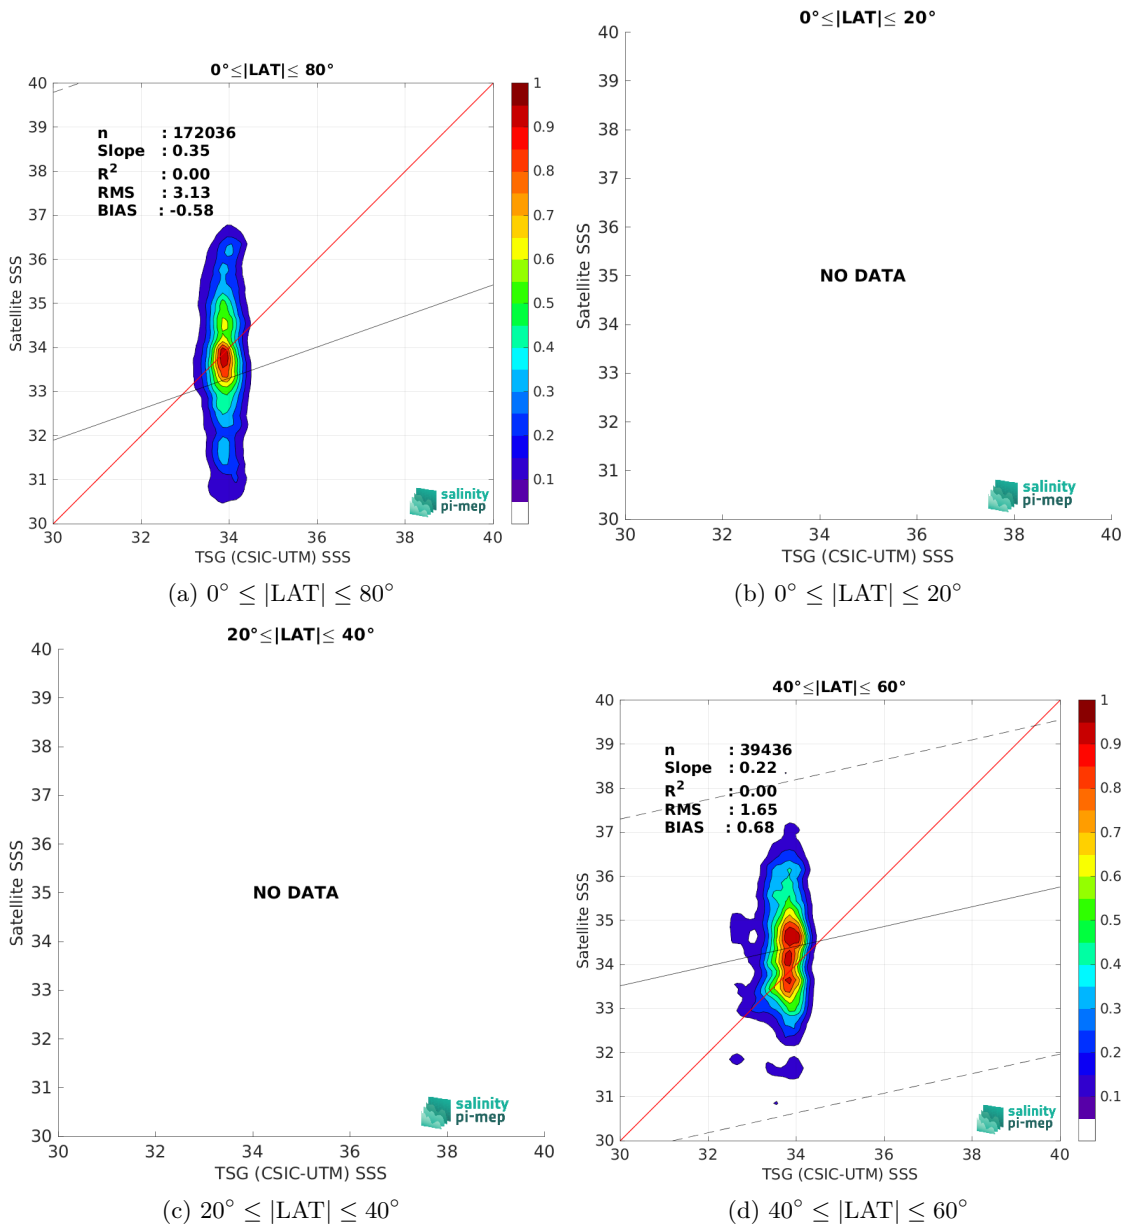 0°≤|LAT|≤ 80°
40
39
38
37
36
35
34
33
32
31
30
n : 172036
Slope : 0.35
R² : 0.00
RMS : 3.13
BIAS : -0.58
1
0.9
0.8
0.7
0.6
0.5
0.4
0.3
0.2
0.1
Satellite SSS
salinity
pi-mep
30 32 34 36 38 40
TSG (CSIC-UTM) SSS
(a) 0° ≤ |LAT| ≤ 80°
0°≤|LAT|≤ 20°
40
39
38
37
36
35
34
33
32
31
30
Satellite SSS
NO DATA
salinity
pi-mep
30 32 34 36 38 40
TSG (CSIC-UTM) SSS
(b) 0° ≤ |LAT| ≤ 20°
20°≤|LAT|≤ 40°
40
39
38
37
36
35
34
33
32
31
30
Satellite SSS
NO DATA
salinity
pi-mep
30 32 34 36 38 40
TSG (CSIC-UTM) SSS
(c) 20° ≤ |LAT| ≤ 40°
40°≤|LAT|≤ 60°
40
39
38
37
36
35
34
33
32
31
30
n : 39436
Slope : 0.22
R² : 0.00
RMS : 1.65
BIAS : 0.68
1
0.9
0.8
0.7
0.6
0.5
0.4
0.3
0.2
0.1
Satellite SSS
salinity
pi-mep
30 32 34 36 38 40
TSG (CSIC-UTM) SSS
(d) 40° ≤ |LAT| ≤ 60°